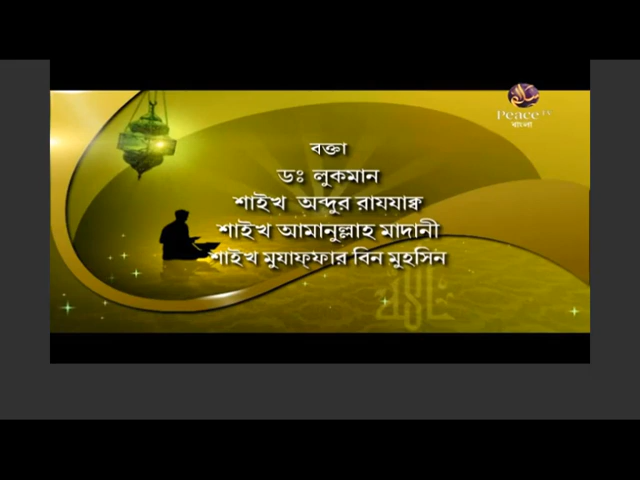 Peace TV
বাংলা
বক্তা
ডঃ লুকমান
শাইখ অব্দুর রাযযাক্ব
শাইখ আমানুল্লাহ মাদানী
শাইখ মুযাফ্ফার বিন মুহসিন